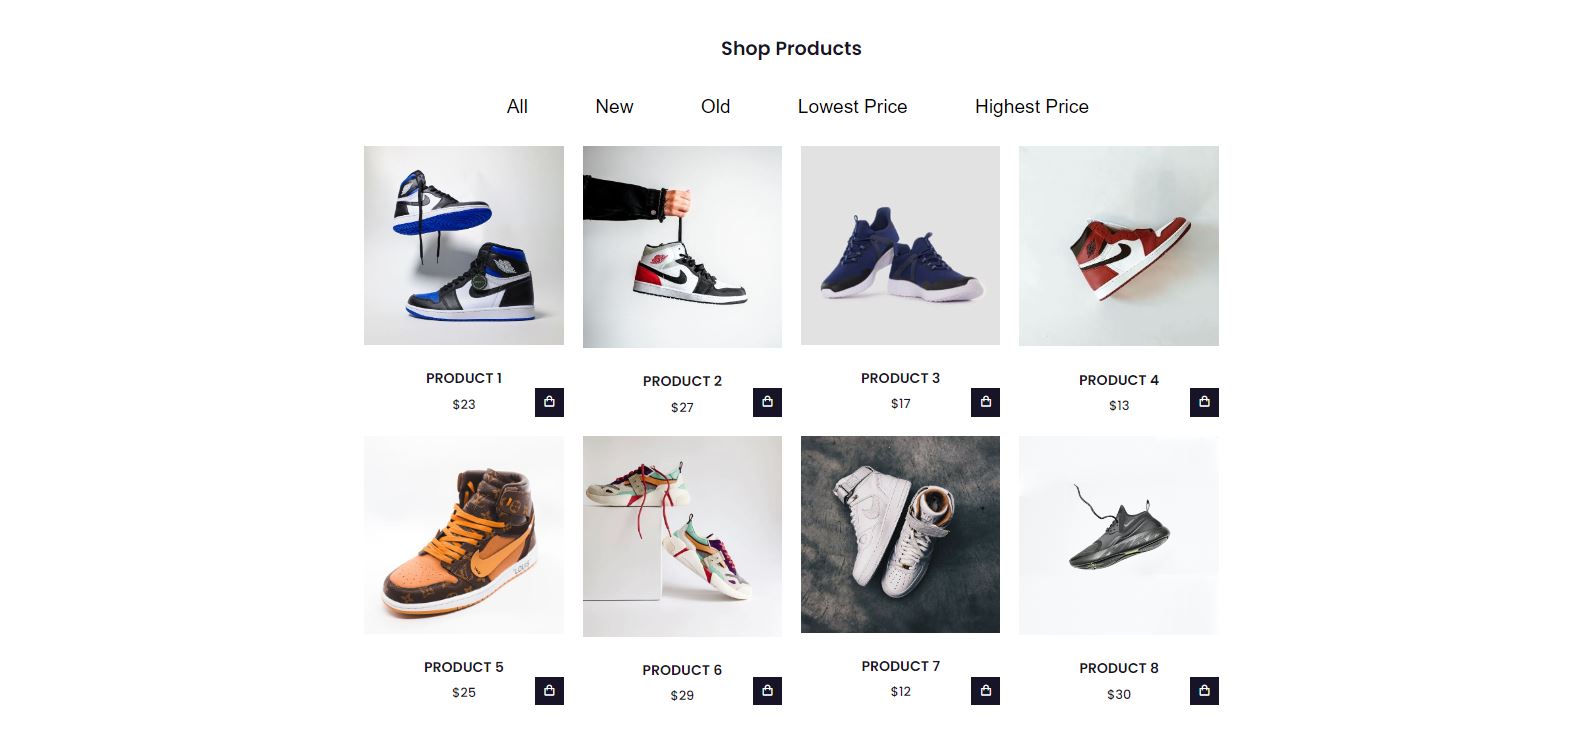 Shop Products
All New Old Lowest Price Highest Price
PRODUCT 1
$23
PRODUCT 2
$27
PRODUCT 3
$17
PRODUCT 4
$13
LOUIS
PRODUCT 5
$25
PRODUCT 6
$29
PRODUCT 7
$12
PRODUCT 8
$30